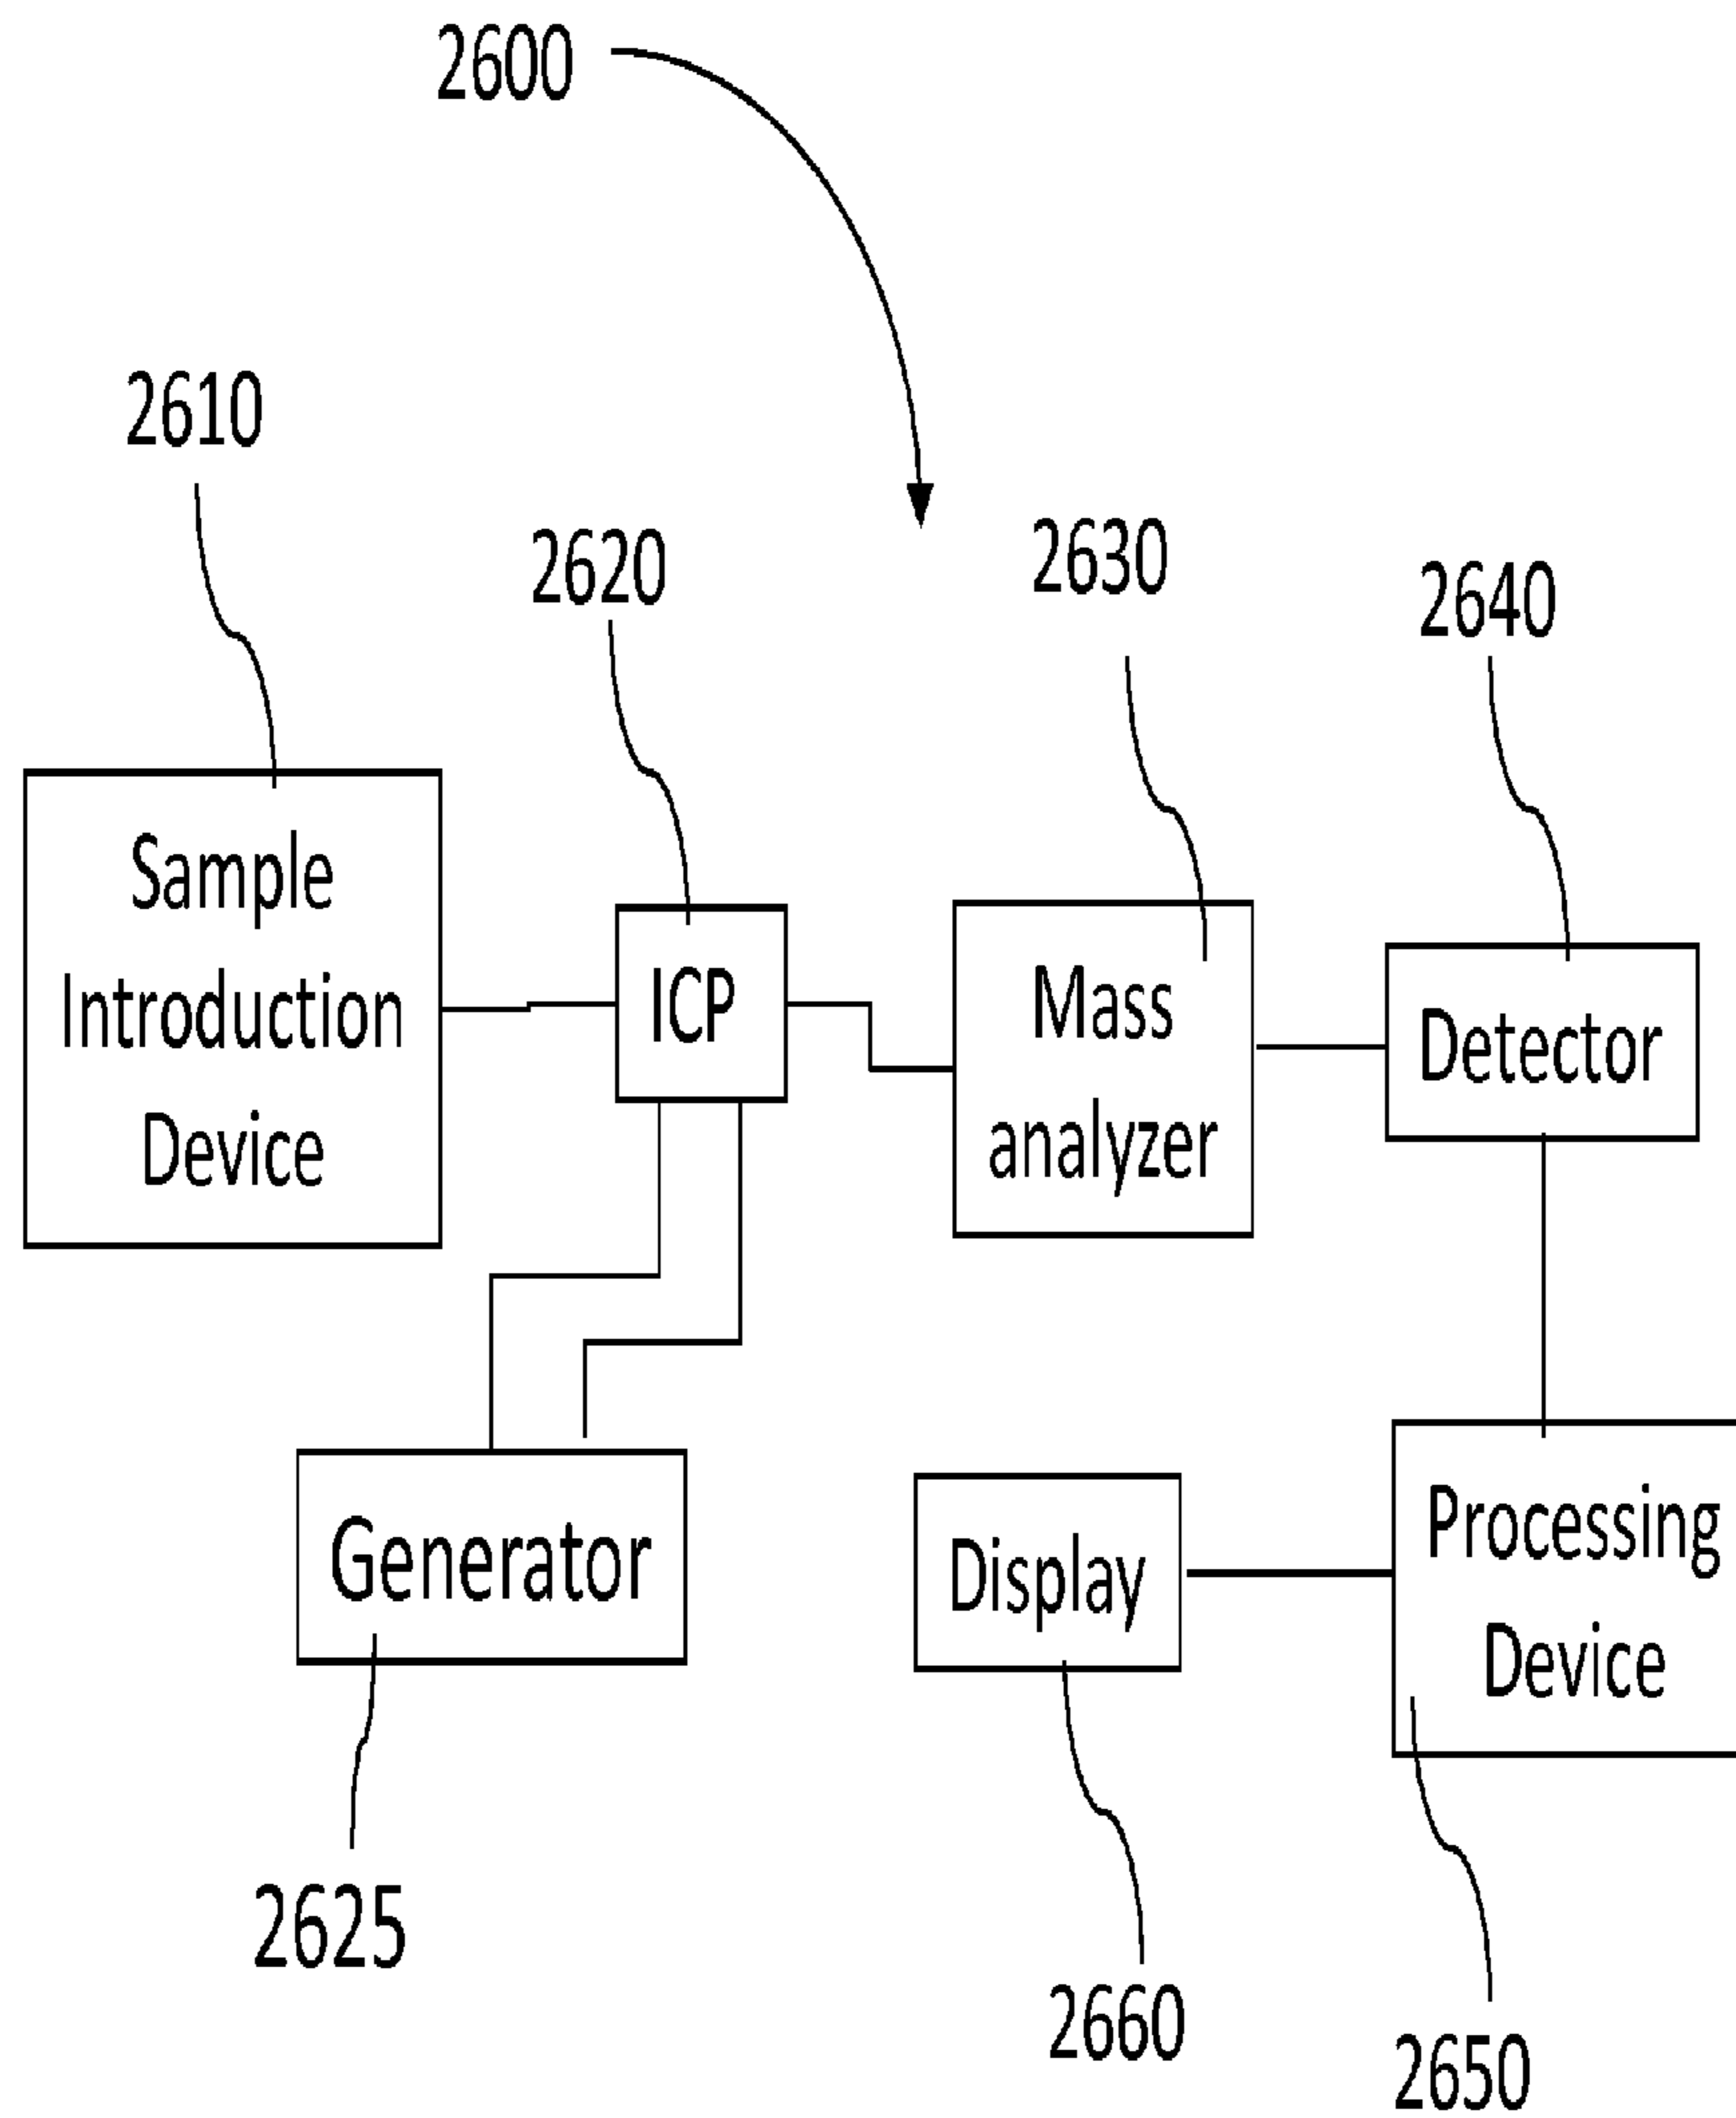 2600
2610
2620
2630
2640
Sample
Introduction
Device
ICP
Mass
analyzer
Detector
Generator
Display
Processing
Device
2625
2660
2650